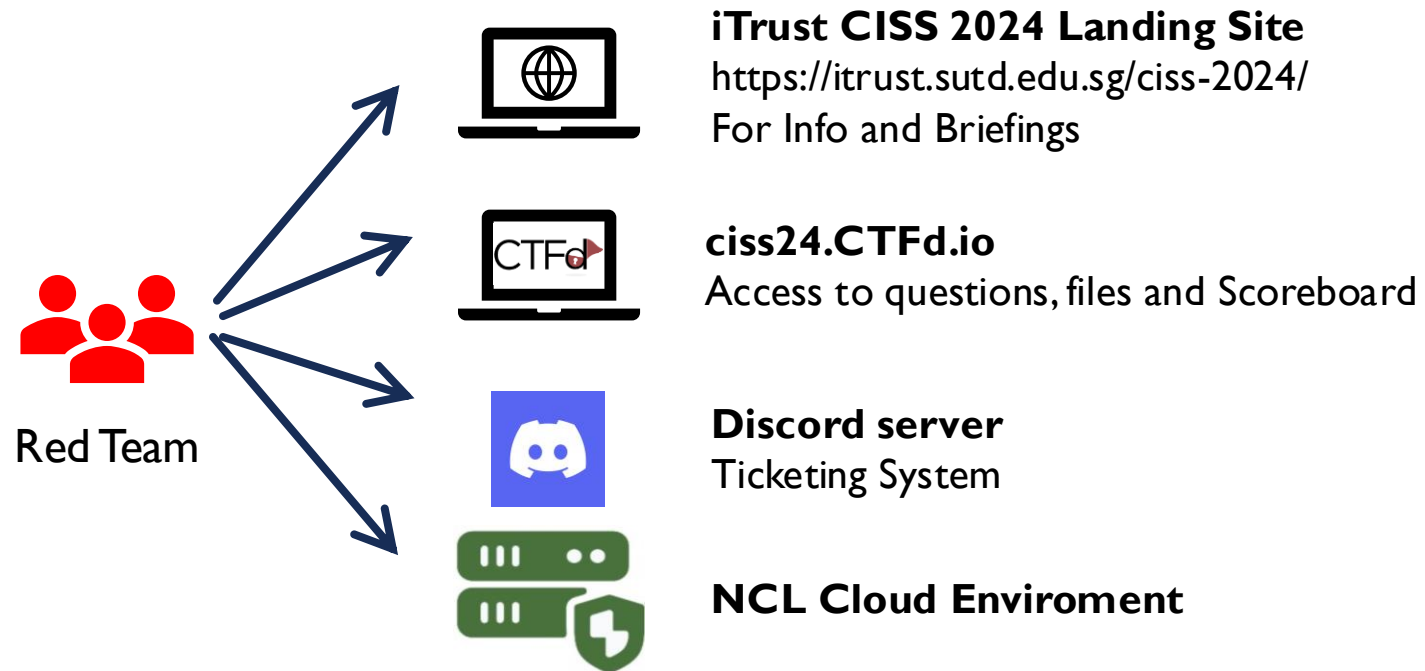 iTrust CISS 2024 Landing Site
https://itrust.sutd.edu.sg/ciss-2024/
For Info and Briefings
CTFd
ciss24.CTFd.io
Access to questions, files and Scoreboard
Red Team
Discord server
Ticketing System
NCL Cloud Enviroment